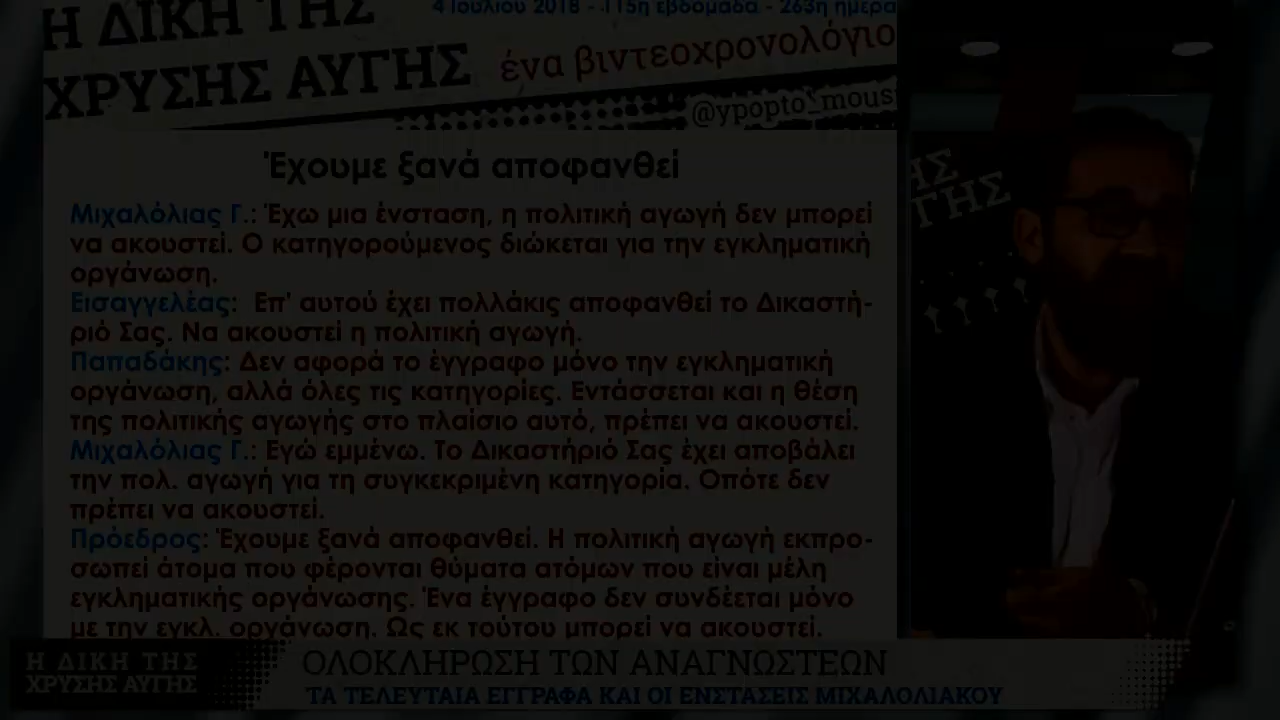 4 Ιουλίου 2018 - 115η εβδομάδα - 263η ημέρα
Η ΔΙΚΗ ΤΗΣ
ΧΡΥΣΗΣ ΑΥΓΗΣ
ένα βιντεοχρονολόγιο
@ypopto_mous
Έχουμε ξανά αποφανθεί
Μιχαλόλιας Γ.: Έχω μια ένσταση, η πολιτική αγωγή δεν μπορεί
να ακουστεί. Ο κατηγορούμενος διώκεται για την εγκληματική
οργάνωση.
Εισαγγελέας: Επ' αυτού έχει πολλάκις αποφανθεί το Δικαστή-
ριό Σας. Να ακουστεί η πολιτική αγωγή.
Παπαδάκης: Δεν αφορά το έγγραφο μόνο την εγκληματική
οργάνωση, αλλά όλες τις κατηγορίες. Εντάσσεται και η θέση
της πολιτικής αγωγής στο πλαίσιο αυτό, πρέπει να ακουστεί.
Μιχαλόλιας Γ.: Εγώ εμμένω. Το Δικαστήριό Σας έχει αποβάλει
την πολ. αγωγή για τη συγκεκριμένη κατηγορία. Οπότε δεν
πρέπει να ακουστεί.
Πρόεδρος: Έχουμε ξανά αποφανθεί. Η πολιτική αγωγή εκπρο-
σωπεί άτομα που φέρονται θύματα ατόμων που είναι μέλη
εγκληματικής οργάνωσης. Ένα έγγραφο δεν συνδέεται μόνο
με την εγκλ. οργάνωση. Ως εκ τούτου μπορεί να ακουστεί.
ΗΣ
ΓΗΣ
Η ΔΙΚΗ ΤΗΣ
ΧΡΥΣΗΣ ΑΥΓΗΣ
ΟΛΟΚΛΗΡΩΣΗ ΤΩΝ ΑΝΑΓΝΩΣΤΕΩΝ
ΤΑ ΤΕΛΕΥΤΑΙΑ ΕΓΓΡΑΦΑ ΚΑΙ ΟΙ ΕΝΣΤΑΣΕΙΣ ΜΙΧΑΛΟΛΙΑΚΟΥ